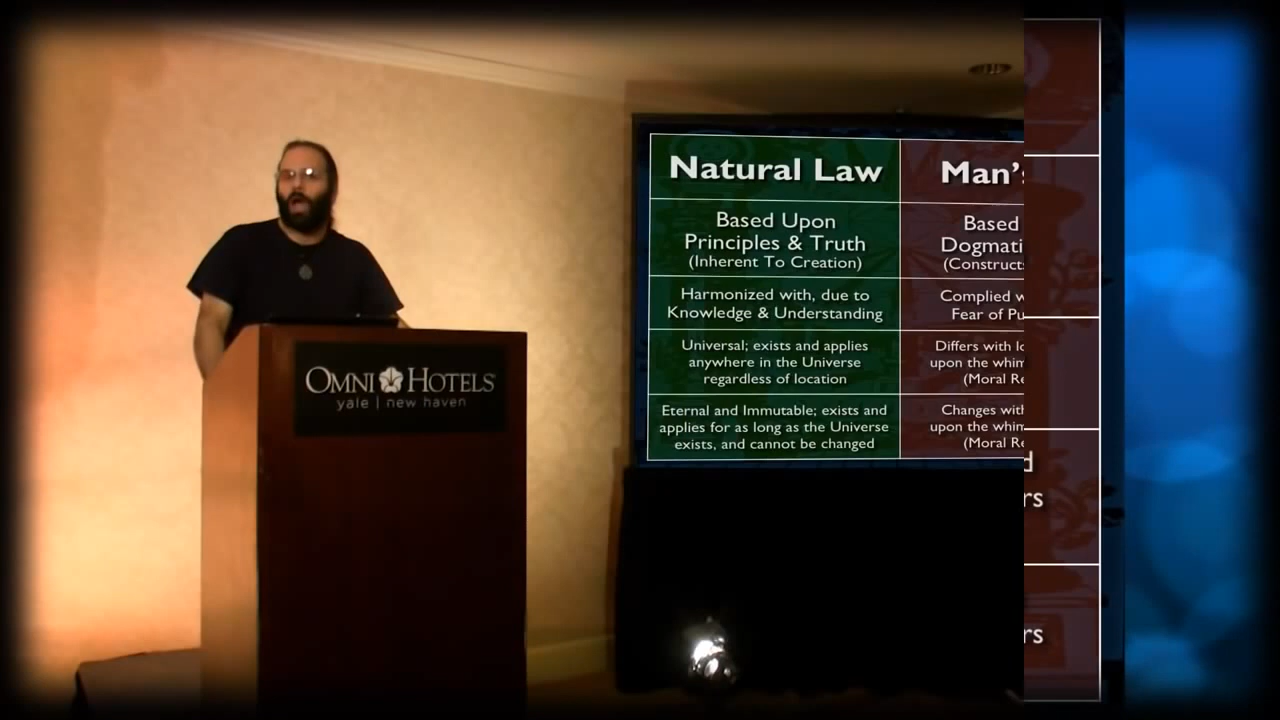 Natural Law
Man's
Based Upon
Principles & Truth
(Inherent To Creation)
Based
Dogmati
(Constructs
Harmonized with, due to
Knowledge & Understanding
Complied w
Fear of Pu
Universal; exists and applies
anywhere in the Universe
regardless of location
Differs with lo
upon the whim
(Moral Re
Eternal and Immutable; exists and
applies for as long as the Universe
exists, and cannot be changed
Changes with
upon the whim
(Moral Re
d
rs
rs
OMNI HOTELS
yale | new haven